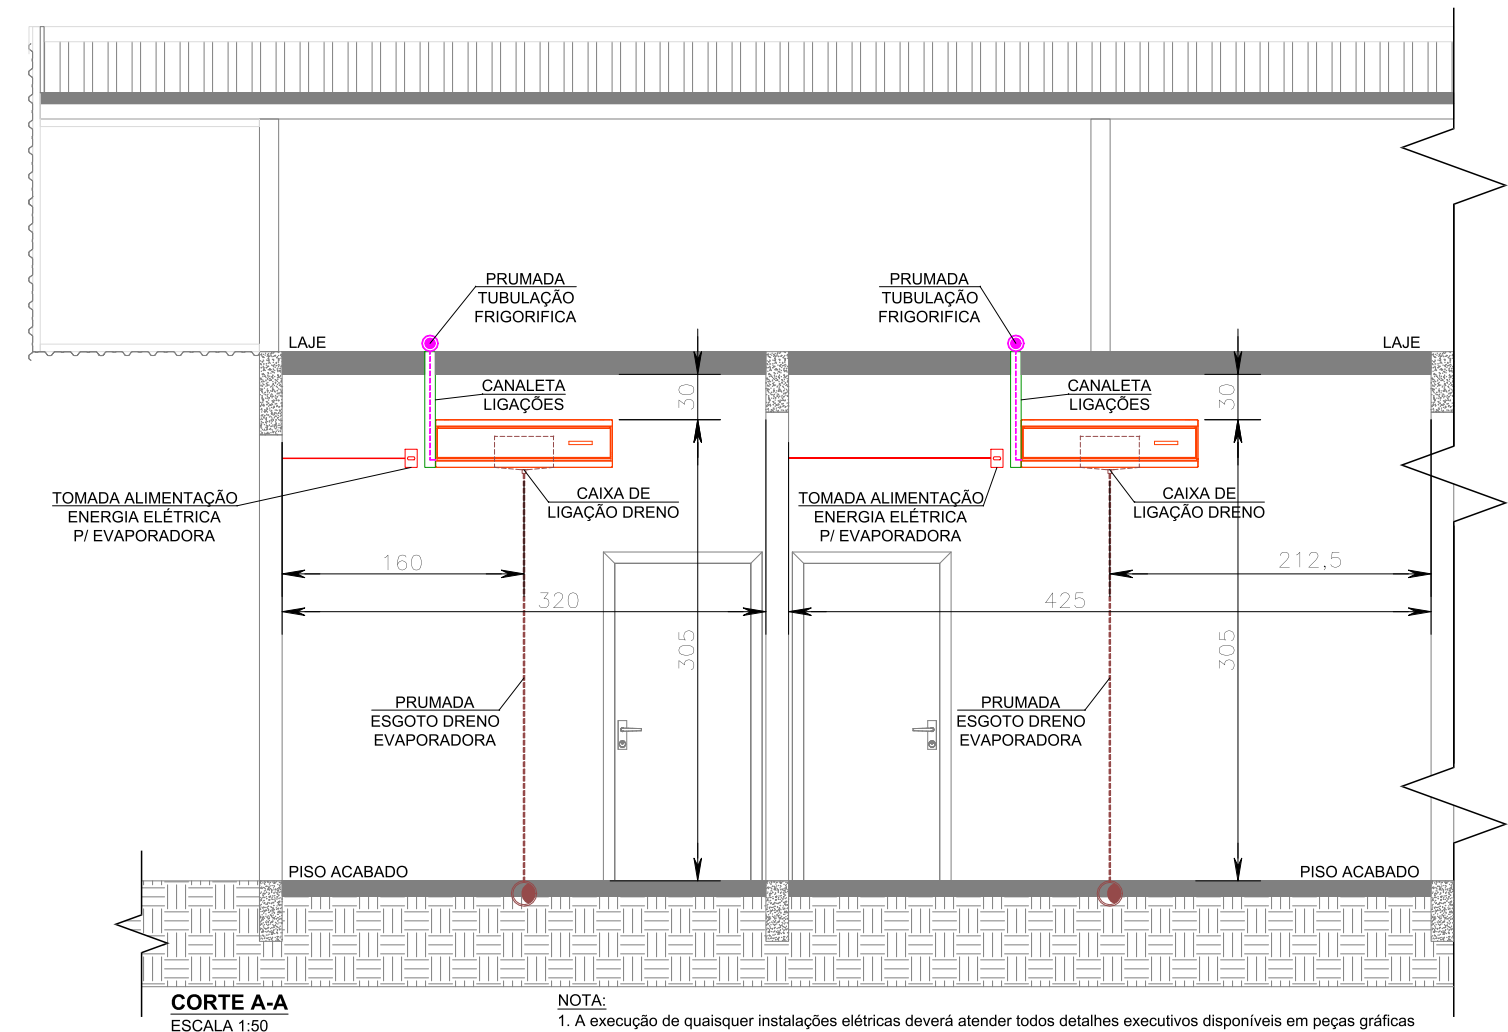 PRUMADA
TUBULAÇÃO
FRIGORIFICA
PRUMADA
TUBULAÇÃO
FRIGORIFICA
LAJE
LAJE
CANALETA
LIGAÇÕES
30
CANALETA
LIGAÇÕES
30
TOMADA ALIMENTAÇÃO
ENERGIA ELÉTRICA
P/ EVAPORADORA
CAIXA DE
LIGAÇÃO DRENO
TOMADA ALIMENTAÇÃO
ENERGIA ELÉTRICA
P/ EVAPORADORA
CAIXA DE
LIGAÇÃO DRENO
160
212,5
320
425
305
305
PRUMADA
ESGOTO DRENO
EVAPORADORA
PRUMADA
ESGOTO DRENO
EVAPORADORA
PISO ACABADO
PISO ACABADO
CORTE A-A
ESCALA 1:50
NOTA:
1. A execução de quaisquer instalações elétricas deverá atender todos detalhes executivos disponíveis em peças gráficas